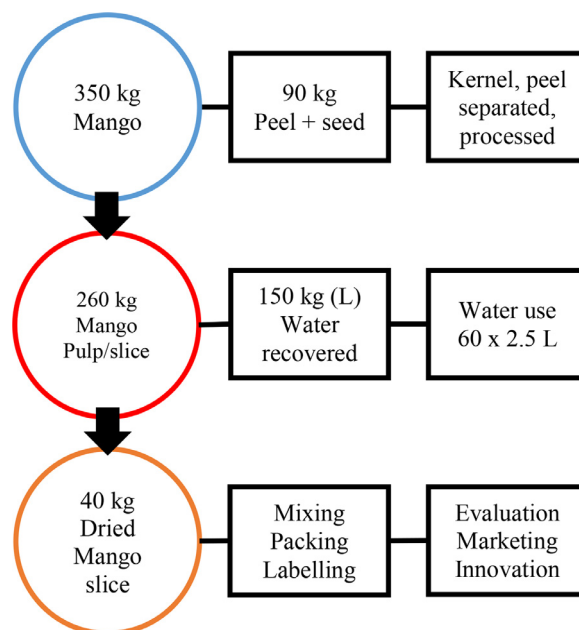 350 kg
Mango
90 kg
Peel + seed
Kernel, peel
separated,
processed
260 kg
Mango
Pulp/slice
150 kg (L)
Water
recovered
Water use
60 x 2.5 L
40 kg
Dried
Mango
slice
Mixing
Packing
Labelling
Evaluation
Marketing
Innovation